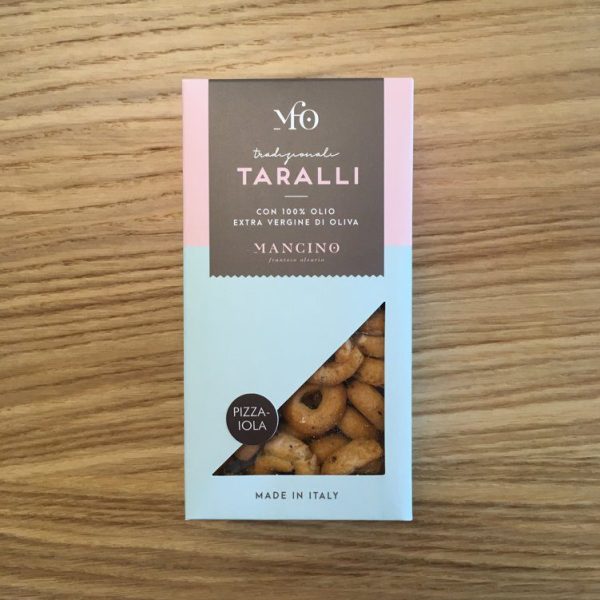 MFO
tradizionali
TARALLI
CON 100% OLIO
EXTRA VERGINE DI OLIVA
MANCINO
frantoio oleario
PIZZA-
IOLA
MADE IN ITALY